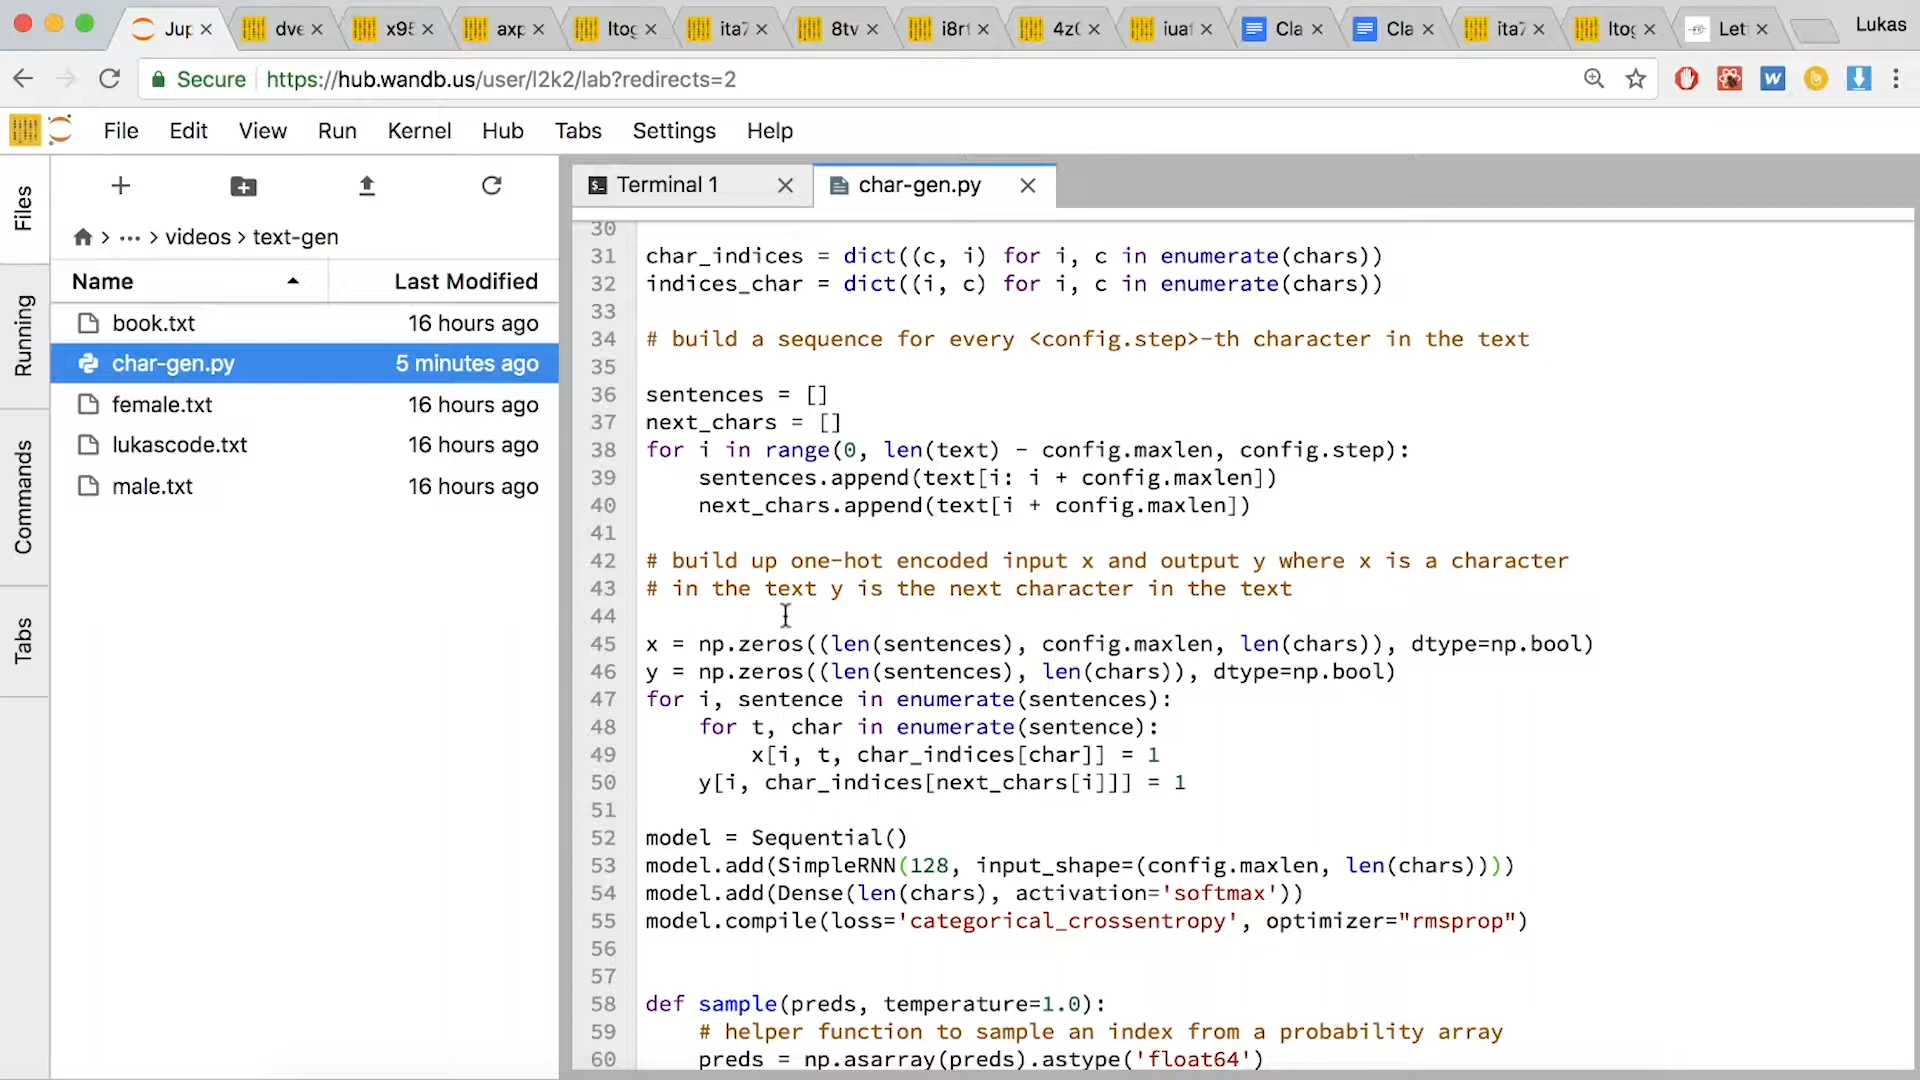 Jup dve x95 axp ltog ita7 8tv i8rt 4z0 iuaf Cla Cla ita7 ltog Let Lukas
Secure https://hub.wandb.us/user/l2k2/lab?redirects=2
File Edit View Run Kernel Hub Tabs Settings Help
Files
Running
Commands
Tabs
videos > text-gen
Name Last Modified
book.txt 16 hours ago
char-gen.py 5 minutes ago
female.txt 16 hours ago
lukascode.txt 16 hours ago
male.txt 16 hours ago
Terminal 1 char-gen.py
30
31 char_indices = dict((c, i) for i, c in enumerate(chars))
32 indices_char = dict((i, c) for i, c in enumerate(chars))
33
34 # build a sequence for every <config.step>-th character in the text
35
36 sentences = []
37 next_chars = []
38 for i in range(0, len(text) - config.maxlen, config.step):
39 sentences.append(text[i: i + config.maxlen])
40 next_chars.append(text[i + config.maxlen])
41
42 # build up one-hot encoded input x and output y where x is a character
43 # in the text y is the next character in the text
44
45 x = np.zeros((len(sentences), config.maxlen, len(chars)), dtype=np.bool)
46 y = np.zeros((len(sentences), len(chars)), dtype=np.bool)
47 for i, sentence in enumerate(sentences):
48 for t, char in enumerate(sentence):
49 x[i, t, char_indices[char]] = 1
50 y[i, char_indices[next_chars[i]]] = 1
51
52 model = Sequential()
53 model.add(SimpleRNN(128, input_shape=(config.maxlen, len(chars))))
54 model.add(Dense(len(chars), activation='softmax'))
55 model.compile(loss='categorical_crossentropy', optimizer="rmsprop")
56
57
58 def sample(preds, temperature=1.0):
59 # helper function to sample an index from a probability array
60 preds = np.asarray(preds).astype('float64')